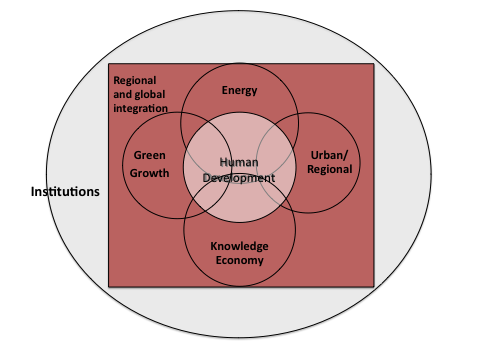 Regional
and global
integration
Energy
Green
Growth
Human
Development
Urban/
Regional
Institutions
Knowledge
Economy